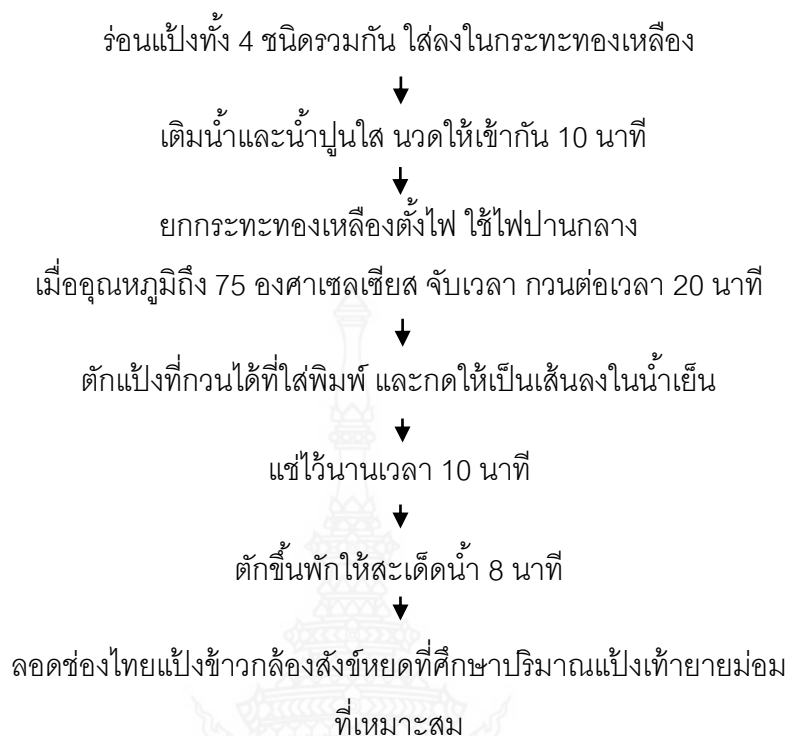 ร่อนแป้งทั้ง 4 ชนิดรวมกัน ใส่ลงในกระทะทองเหลือง
เติมน้ำและน้ำปูนใส นวดให้เข้ากัน 10 นาที
ยกกระทะทองเหลืองตั้งไฟ ใช้ไฟปานกลาง
เมื่ออุณหภูมิถึง 75 องศาเซลเซียส จับเวลา กวนต่อเวลา 20 นาที
ตักแป้งที่กวนได้ที่ใส่พิมพ์ และกดให้เป็นเส้นลงในน้ำเย็น
แช่ไว้นานเวลา 10 นาที
ตักขึ้นพักให้สะเด็ดน้ำ 8 นาที
ลอดช่องไทยแป้งข้าวกล้องสังข์หยดที่ศึกษาปริมาณแป้งเท้ายายม่อม
ที่เหมาะสม